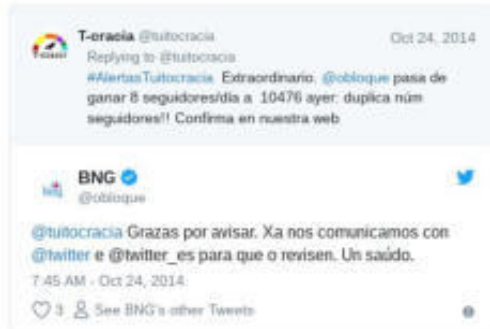 T-cracia @tuitocracia Oct 24, 2014
Replying to @tuitocracia
#AlertasTuitocracia Extraordinario. @obloque pasa de
ganar 8 seguidores/día a 10476 ayer: duplica núm
seguidores!! Confirma en nuestra web
BNG
@obloque
@tuitocracia Grazas por avisar. Xa nos comunicamos con
@twitter e @twitter_es para que o revisen. Un saúdo.
7:45 AM - Oct 24, 2014
3 See BNG's other Tweets